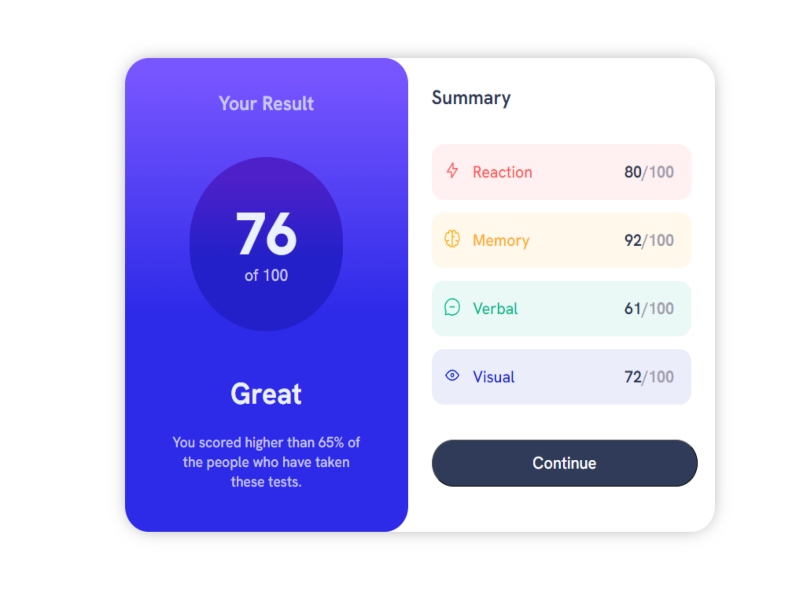 Your Result
76
of 100
Great
You scored higher than 65% of
the people who have taken
these tests.
Summary
Reaction 80/100
Memory 92/100
Verbal 61/100
Visual 72/100
Continue